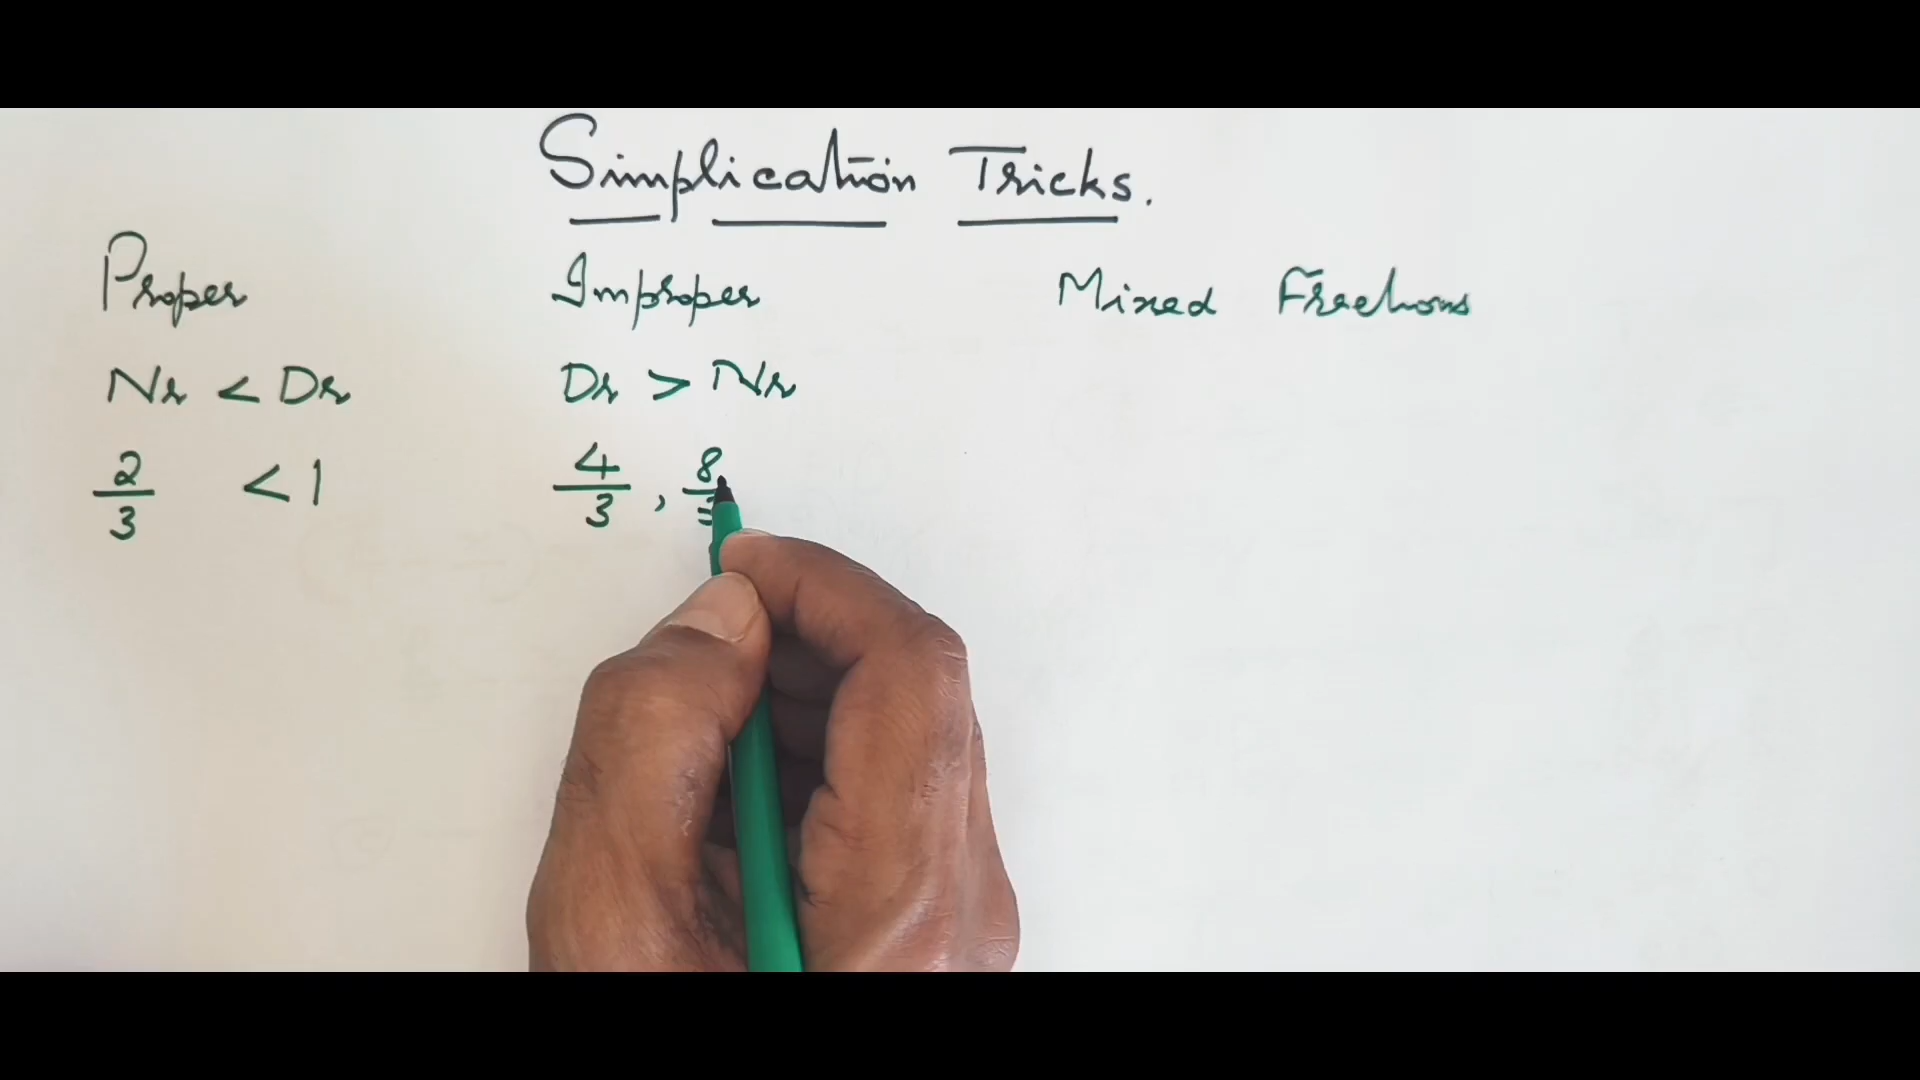 Simplication Tricks.
Proper Improper Mixed Fractions
Nr < Dr Dr > Nr
2/3 < 1 4/3 , 8/